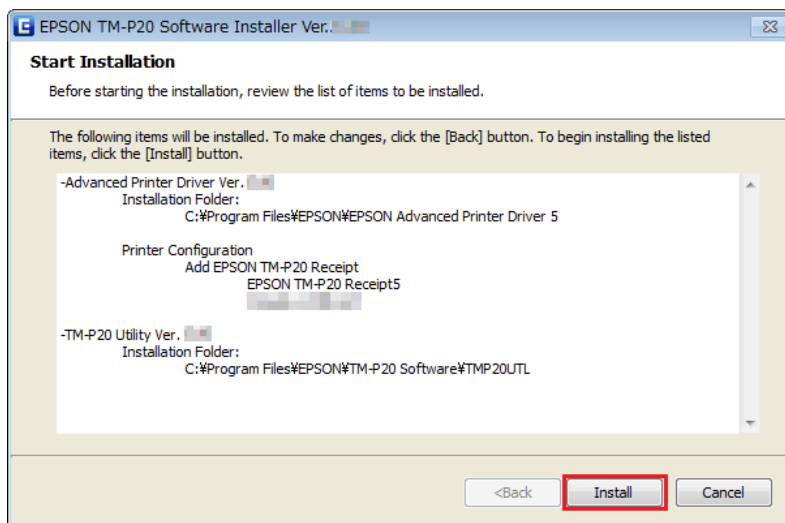 EPSON TM-P20 Software Installer Ver..
Start Installation
Before starting the installation, review the list of items to be installed.
The following items will be installed. To make changes, click the [Back] button. To begin installing the listed
items, click the [Install] button.
-Advanced Printer Driver Ver.
Installation Folder:
C:¥Program Files¥EPSON¥EPSON Advanced Printer Driver 5
Printer Configuration
Add EPSON TM-P20 Receipt
EPSON TM-P20 Receipt5
-TM-P20 Utility Ver.
Installation Folder:
C:¥Program Files¥EPSON¥TM-P20 Software¥TMP20UTL
<Back Install Cancel